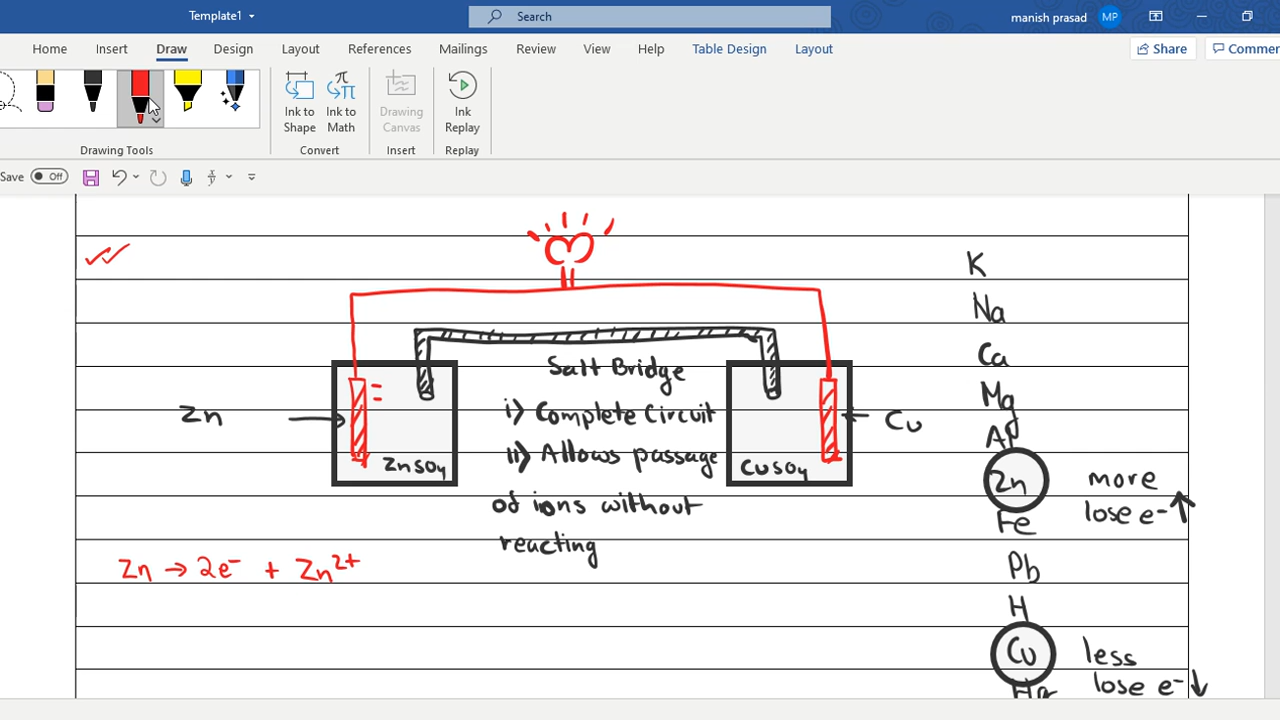 Template1
Search
manish prasad
MP
Home Insert Draw Design Layout References Mailings Review View Help Table Design Layout
Share
Commer
Ink to Shape
Ink to Math
Drawing Canvas
Ink Replay
Drawing Tools
Convert
Insert
Replay
Save Off
K
Na
Ca
Mg
Al
Zn more lose e- ↑
Fe
Pb
H
Cu less lose e- ↓
Salt Bridge
i) Complete Circuit
ii) Allows passage
of ions without
reacting
Zn
ZnSO4
CuSO4
Cu
Zn → 2e- + Zn2+